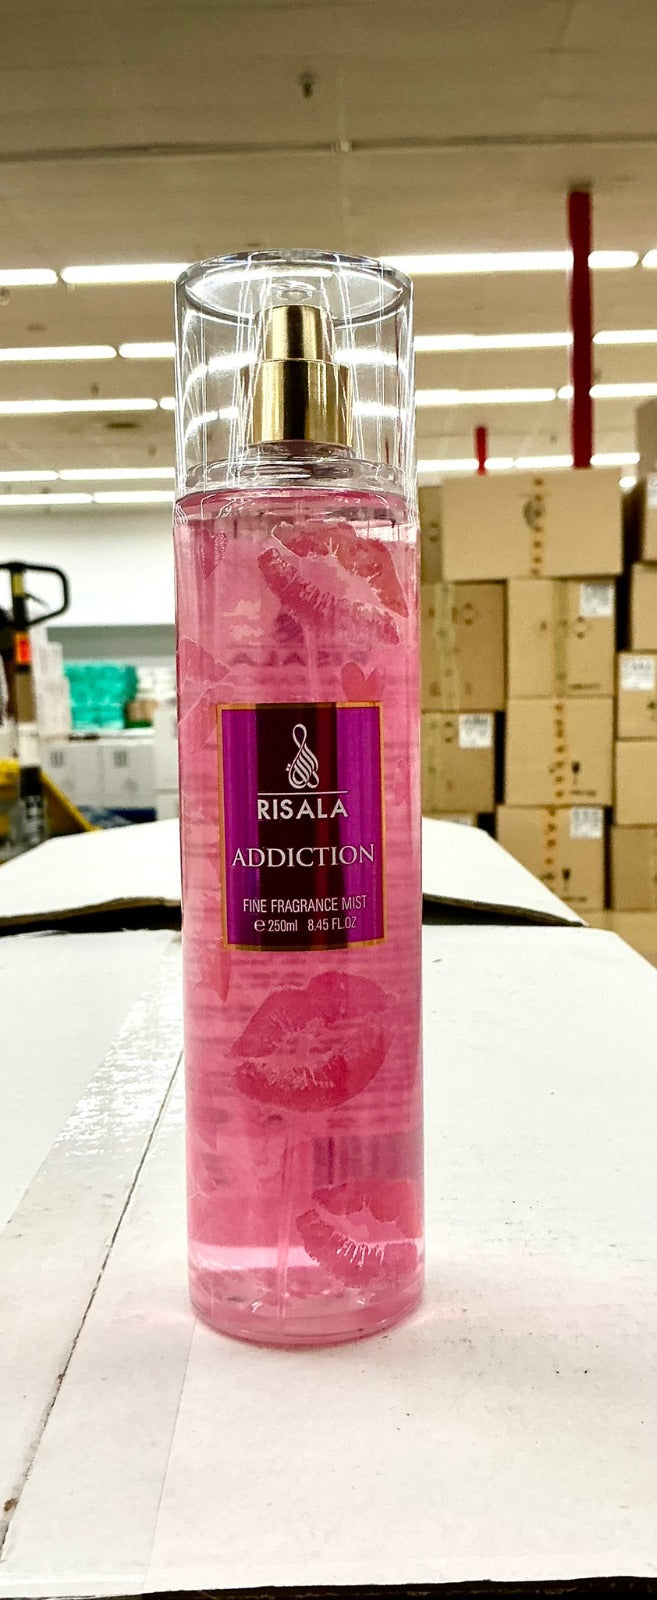 RISALA
ADDICTION
FINE FRAGRANCE MIST
e 250ml 8.45 FL.OZ